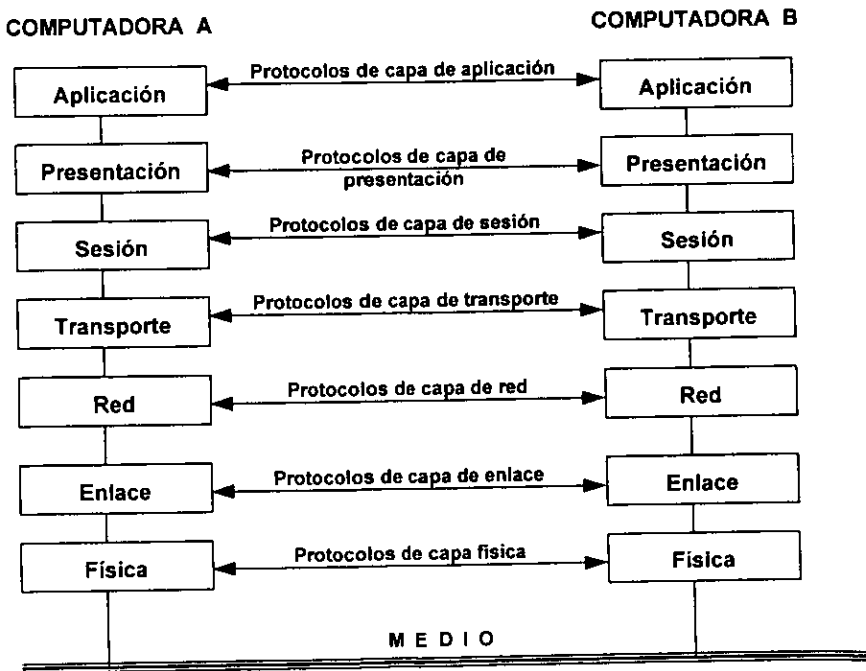 COMPUTADORA A
COMPUTADORA B
Aplicación
Protocolos de capa de aplicación
Aplicación
Presentación
Protocolos de capa de
presentación
Presentación
Sesión
Protocolos de capa de sesión
Sesión
Transporte
Protocolos de capa de transporte
Transporte
Red
Protocolos de capa de red
Red
Enlace
Protocolos de capa de enlace
Enlace
Física
Protocolos de capa física
Física
MEDIO